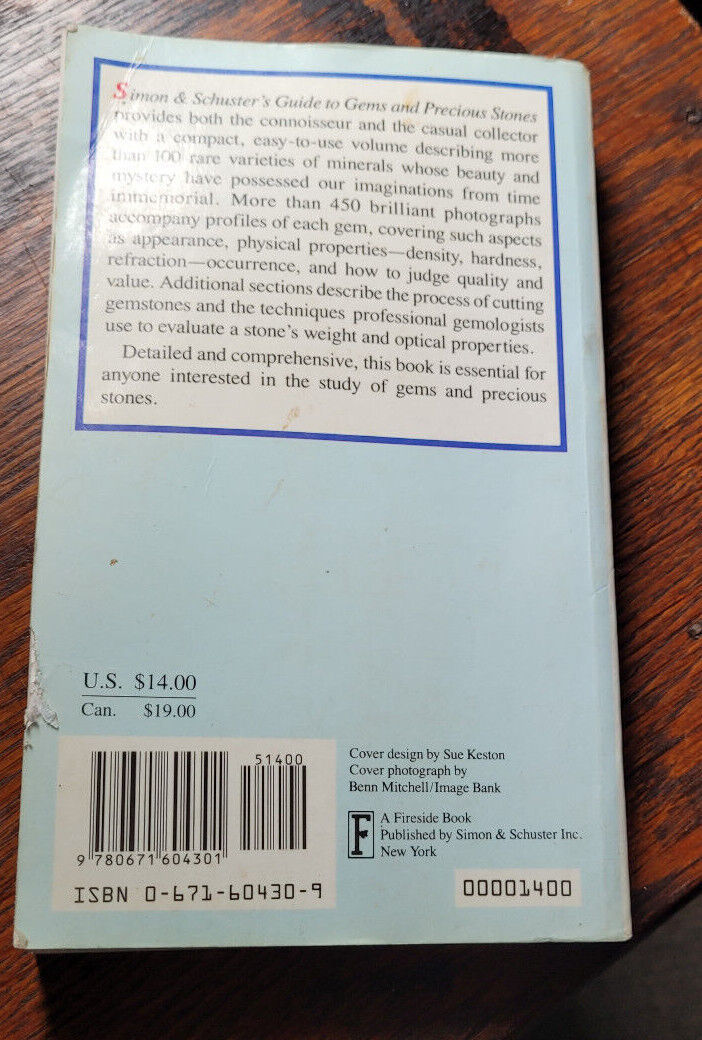 Simon & Schuster's Guide to Gems and Precious Stones
provides both the connoisseur and the casual collector
with a compact, easy-to-use volume describing more
than 100 rare varieties of minerals whose beauty and
mystery have possessed our imaginations from time
immemorial. More than 450 brilliant photographs
accompany profiles of each gem, covering such aspects
as appearance, physical properties—density, hardness,
refraction—occurrence, and how to judge quality and
value. Additional sections describe the process of cutting
gemstones and the techniques professional gemologists
use to evaluate a stone's weight and optical properties.
Detailed and comprehensive, this book is essential for
anyone interested in the study of gems and precious
stones.
U.S. $14.00
Can. $19.00
51400
9 780671 604301
ISBN 0-671-60430-9
Cover design by Sue Keston
Cover photograph by
Benn Mitchell/Image Bank
F
A Fireside Book
Published by Simon & Schuster Inc.
New York
00001400